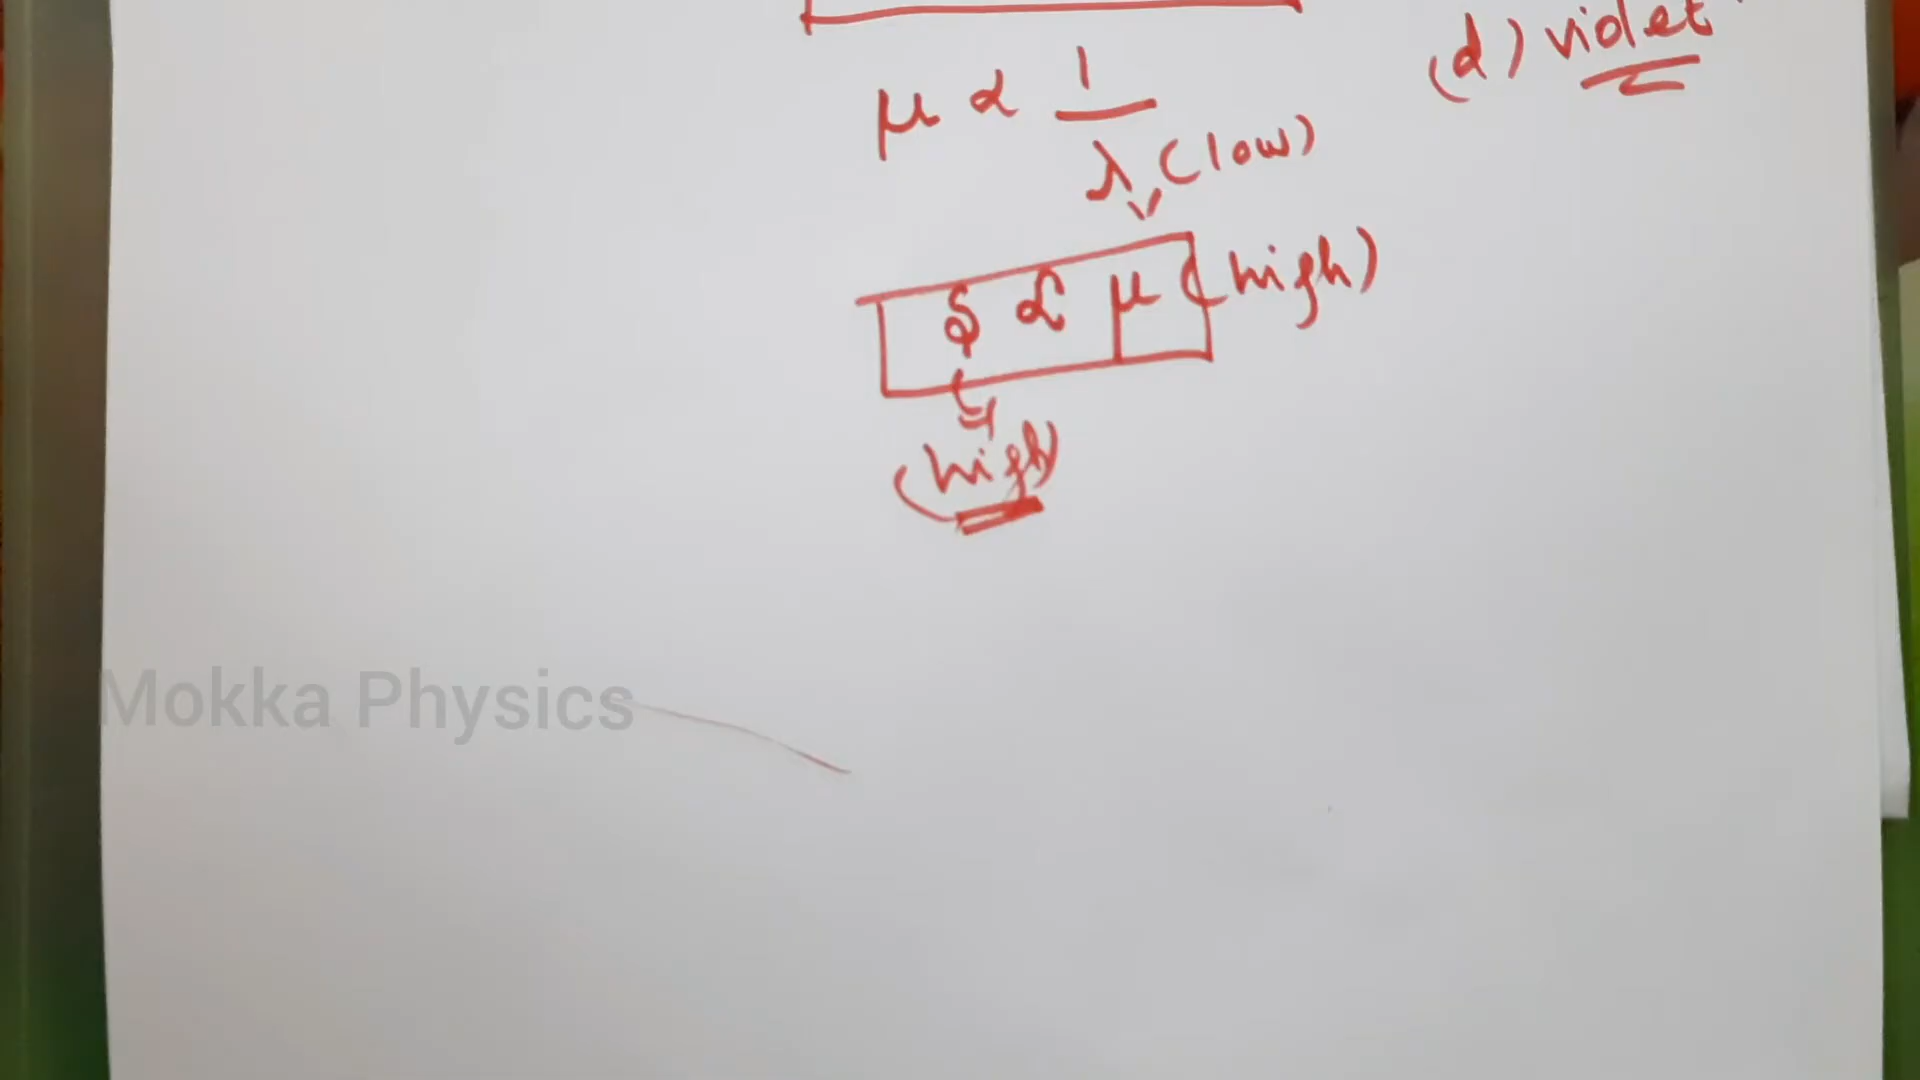 (d) violet
μ ∝ 1
λ (low)
δ ∝ μ (high)
(high)
Mokka Physics